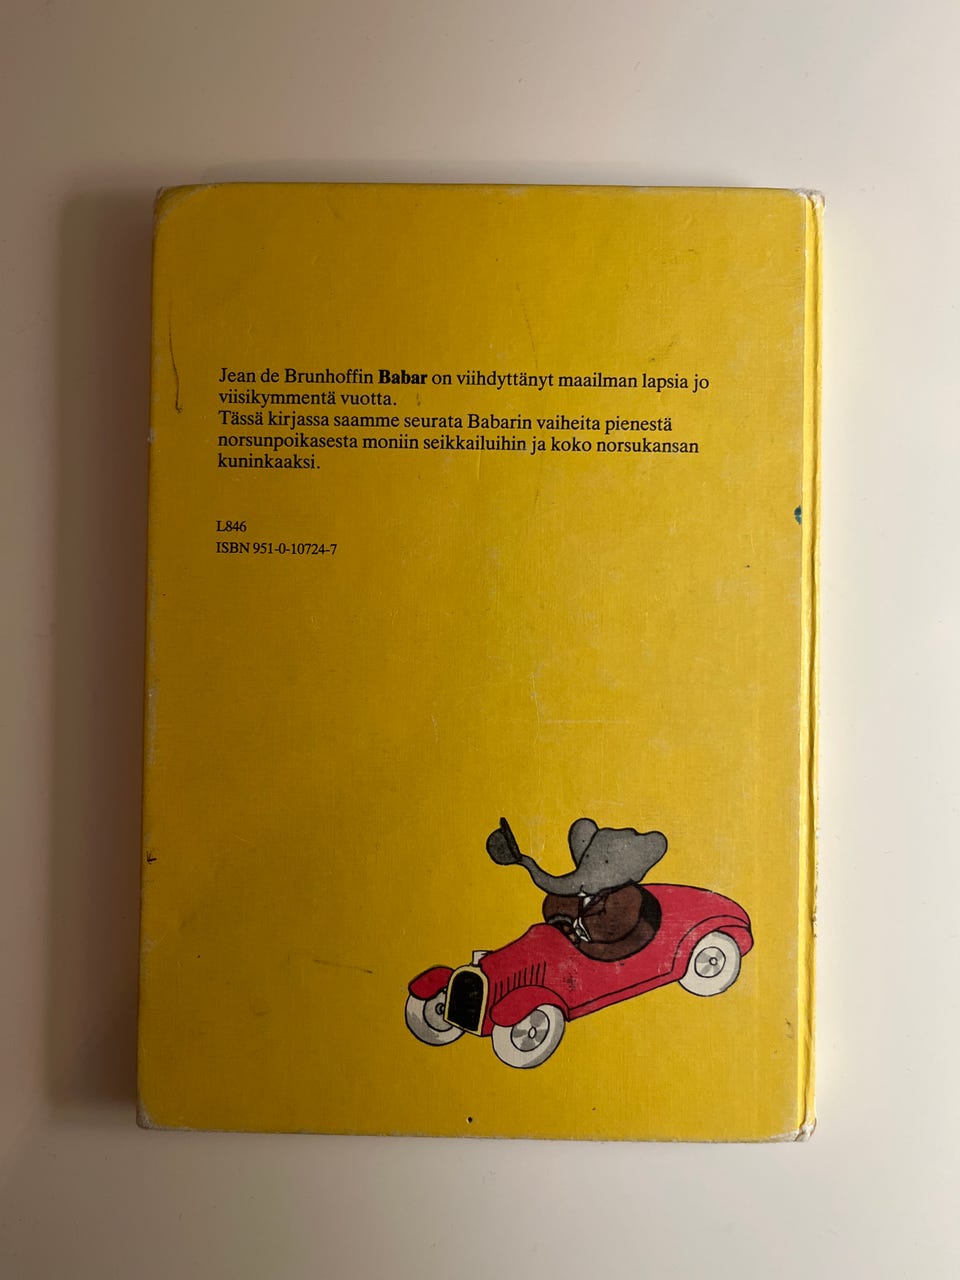 Jean de Brunhoffin Babar on viihdyttänyt maailman lapsia jo
viisikymmentä vuotta.
Tässä kirjassa saamme seurata Babarin vaiheita pienestä
norsunpoikasesta moniin seikkailuihin ja koko norsukansan
kuninkaaksi.
L846
ISBN 951-0-10724-7